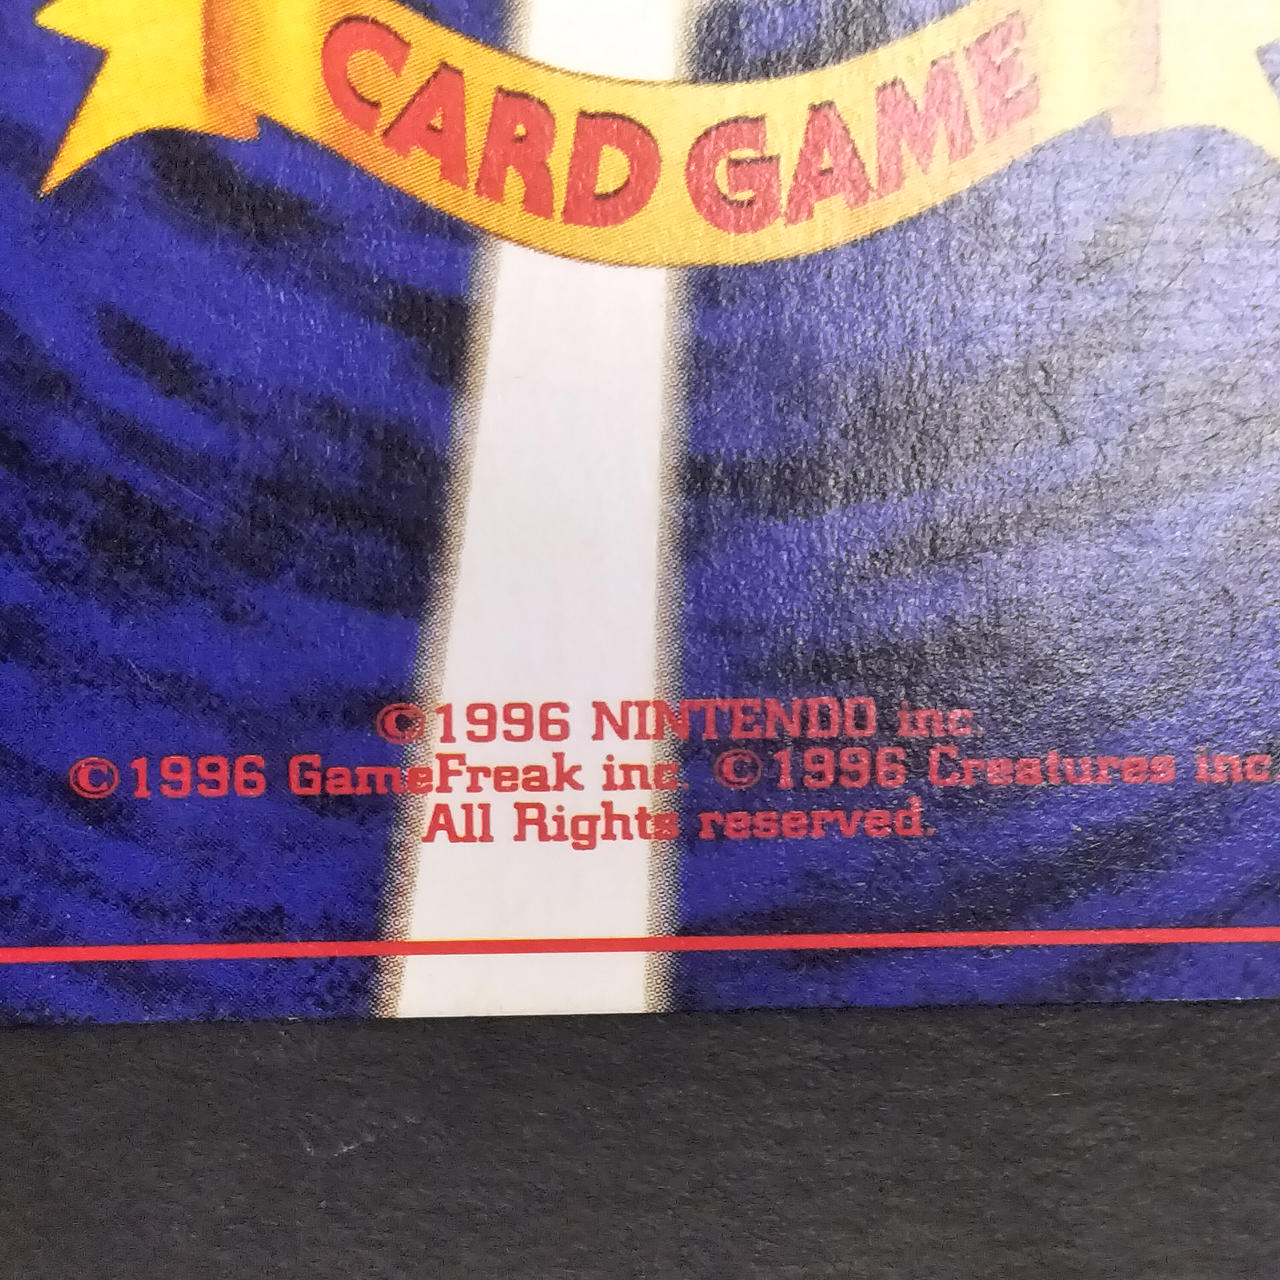 CARD GAME
©1996 NINTENDO inc.
©1996 GameFreak inc. ©1996 Creatures inc
All Rights reserved.